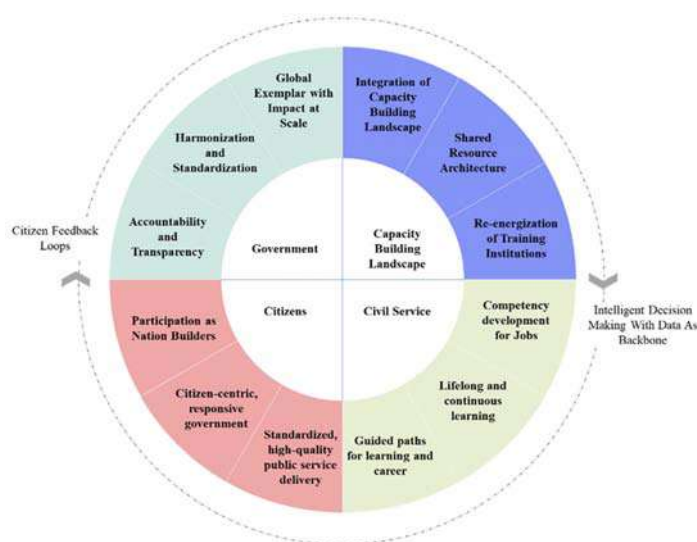 Global
Exemplar with
Impact at
Scale
Integration of
Capacity
Building
Landscape
Harmonization
and
Standardization
Shared
Resource
Architecture
Accountability
and
Transparency
Re-energization
of Training
Institutions
Government
Capacity
Building
Landscape
Citizen Feedback
Loops
Citizens
Civil Service
Intelligent Decision
Making With Data As
Backbone
Participation as
Nation Builders
Competency
development
for Jobs
Citizen-centric,
responsive
government
Lifelong and
continuous
learning
Standardized,
high-quality
public service
delivery
Guided paths
for learning and
career